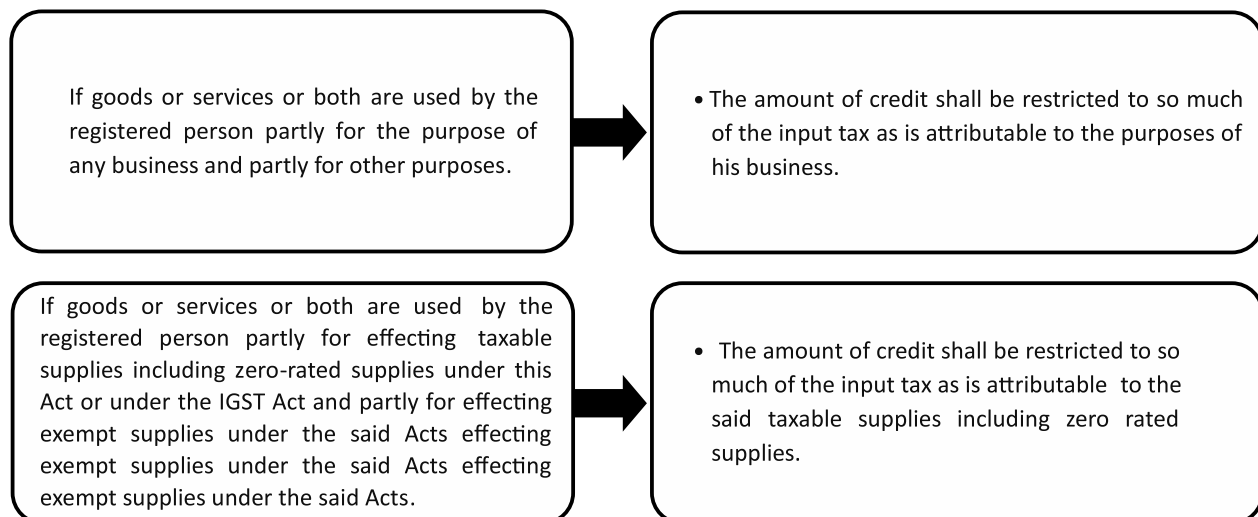 If goods or services or both are used by the
registered person partly for the purpose of
any business and partly for other purposes.
• The amount of credit shall be restricted to so much
of the input tax as is attributable to the purposes of
his business.
If goods or services or both are used by the
registered person partly for effecting taxable
supplies including zero-rated supplies under this
Act or under the IGST Act and partly for effecting
exempt supplies under the said Acts effecting
exempt supplies under the said Acts effecting
exempt supplies under the said Acts.
• The amount of credit shall be restricted to so
much of the input tax as is attributable to the
said taxable supplies including zero rated
supplies.